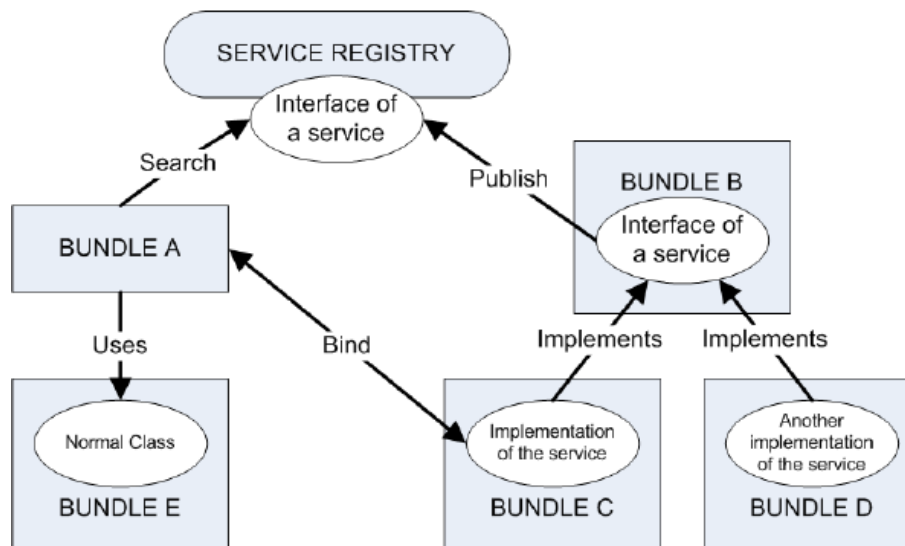 SERVICE REGISTRY
Interface of
a service
Search
Publish
BUNDLE B
Interface of
a service
BUNDLE A
Uses
Bind
Implements
Implements
Normal Class
BUNDLE E
Implementation
of the service
BUNDLE C
Another
implementation
of the service
BUNDLE D